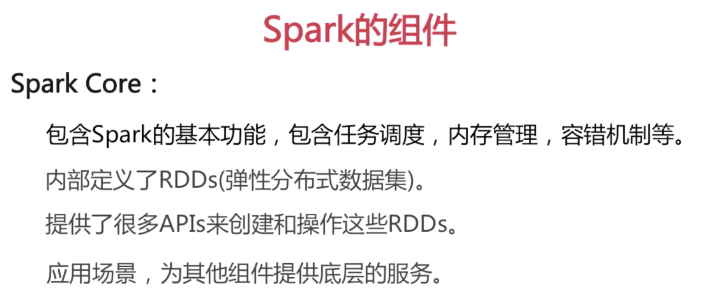 Spark的组件
Spark Core：
包含Spark的基本功能，包含任务调度，内存管理，容错机制等。
内部定义了RDDs(弹性分布式数据集)。
提供了很多APIs来创建和操作这些RDDs。
应用场景，为其他组件提供底层的服务。